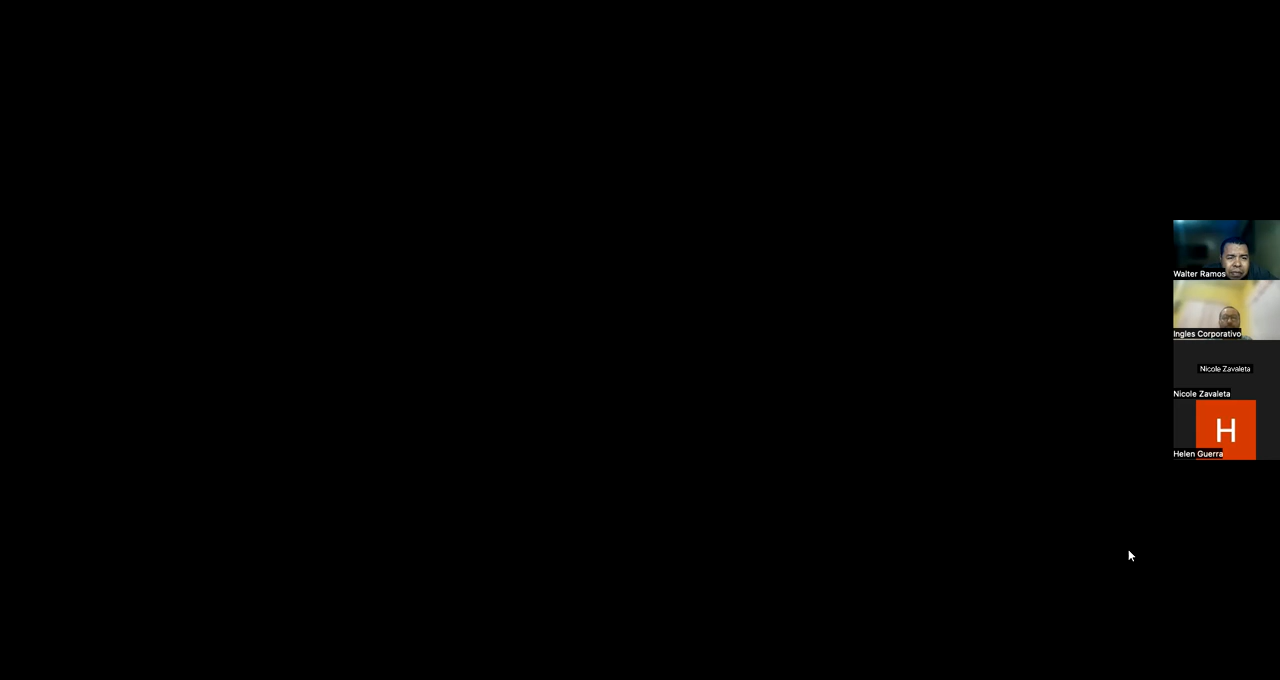 Walter Ramos
Ingles Corporativo
Nicole Zavaleta
Nicole Zavaleta
H
Helen Guerra